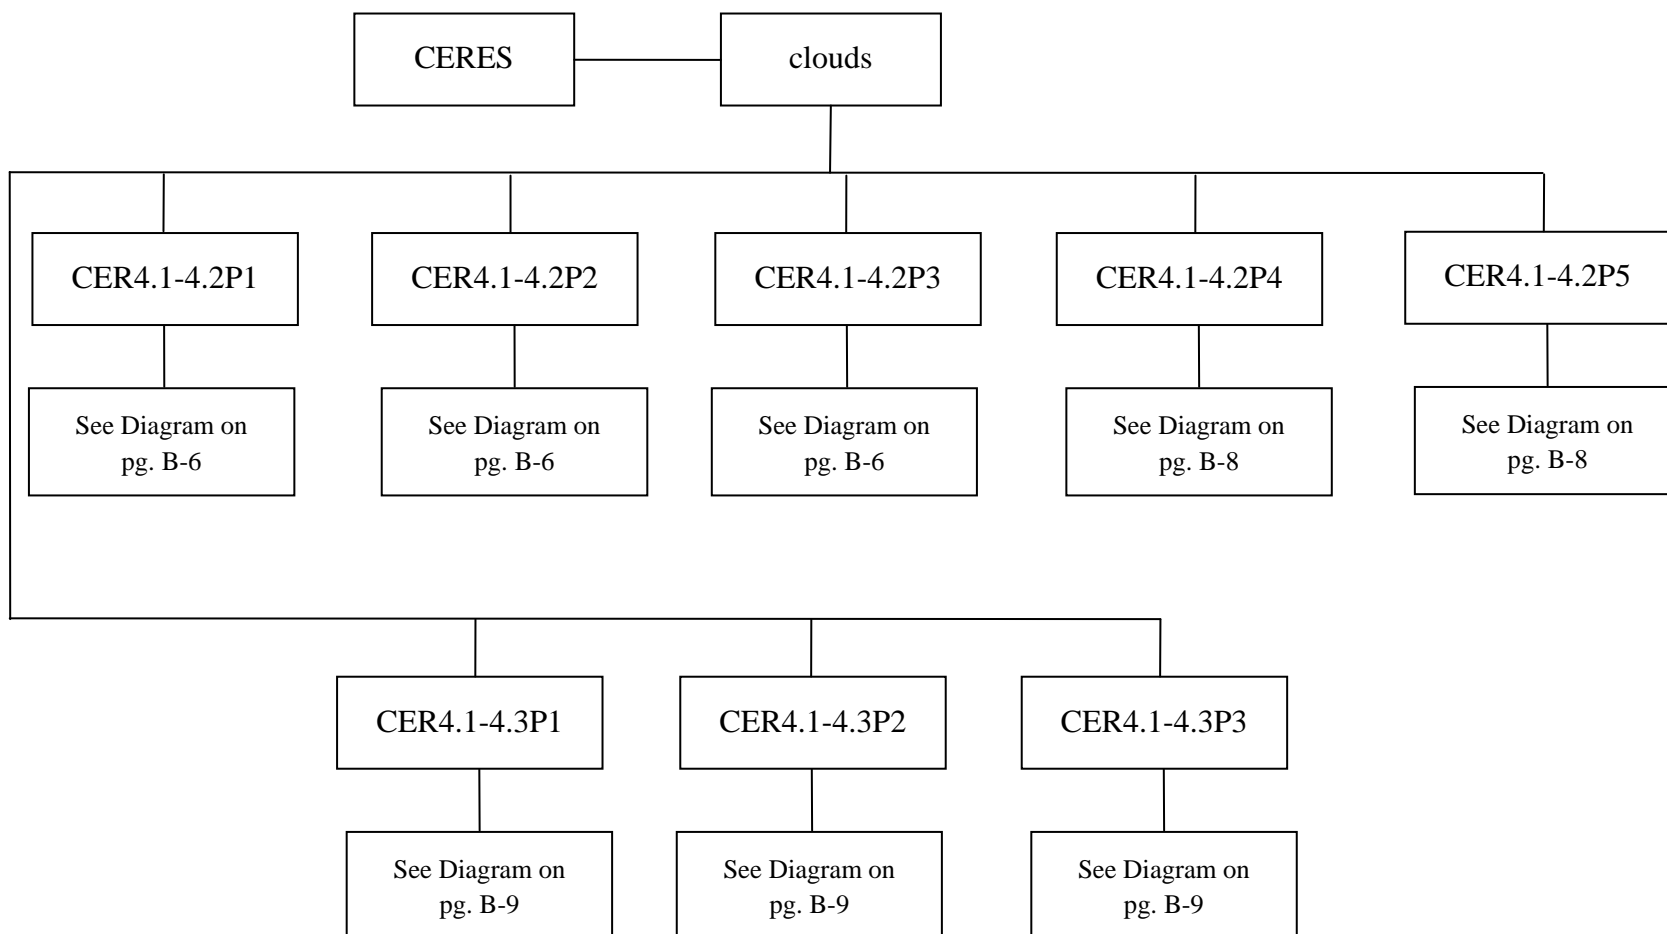 CERES
clouds
CER4.1-4.2P1
CER4.1-4.2P2
CER4.1-4.2P3
CER4.1-4.2P4
CER4.1-4.2P5
See Diagram on
pg. B-6
See Diagram on
pg. B-6
See Diagram on
pg. B-6
See Diagram on
pg. B-8
See Diagram on
pg. B-8
CER4.1-4.3P1
CER4.1-4.3P2
CER4.1-4.3P3
See Diagram on
pg. B-9
See Diagram on
pg. B-9
See Diagram on
pg. B-9